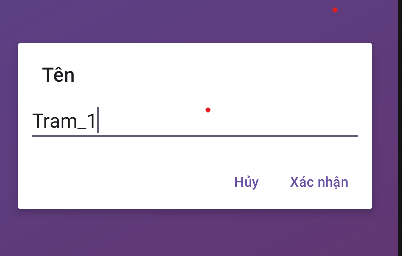 Tên
Tram_1
Hủy Xác nhận